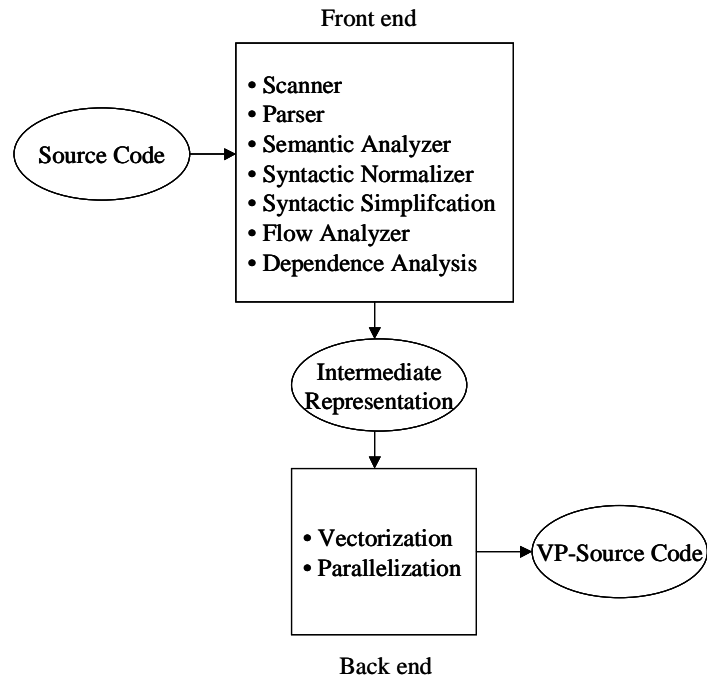 Front end
• Scanner
• Parser
• Semantic Analyzer
• Syntactic Normalizer
• Syntactic Simplifcation
• Flow Analyzer
• Dependence Analysis
Source Code
Intermediate
Representation
• Vectorization
• Parallelization
VP-Source Code
Back end